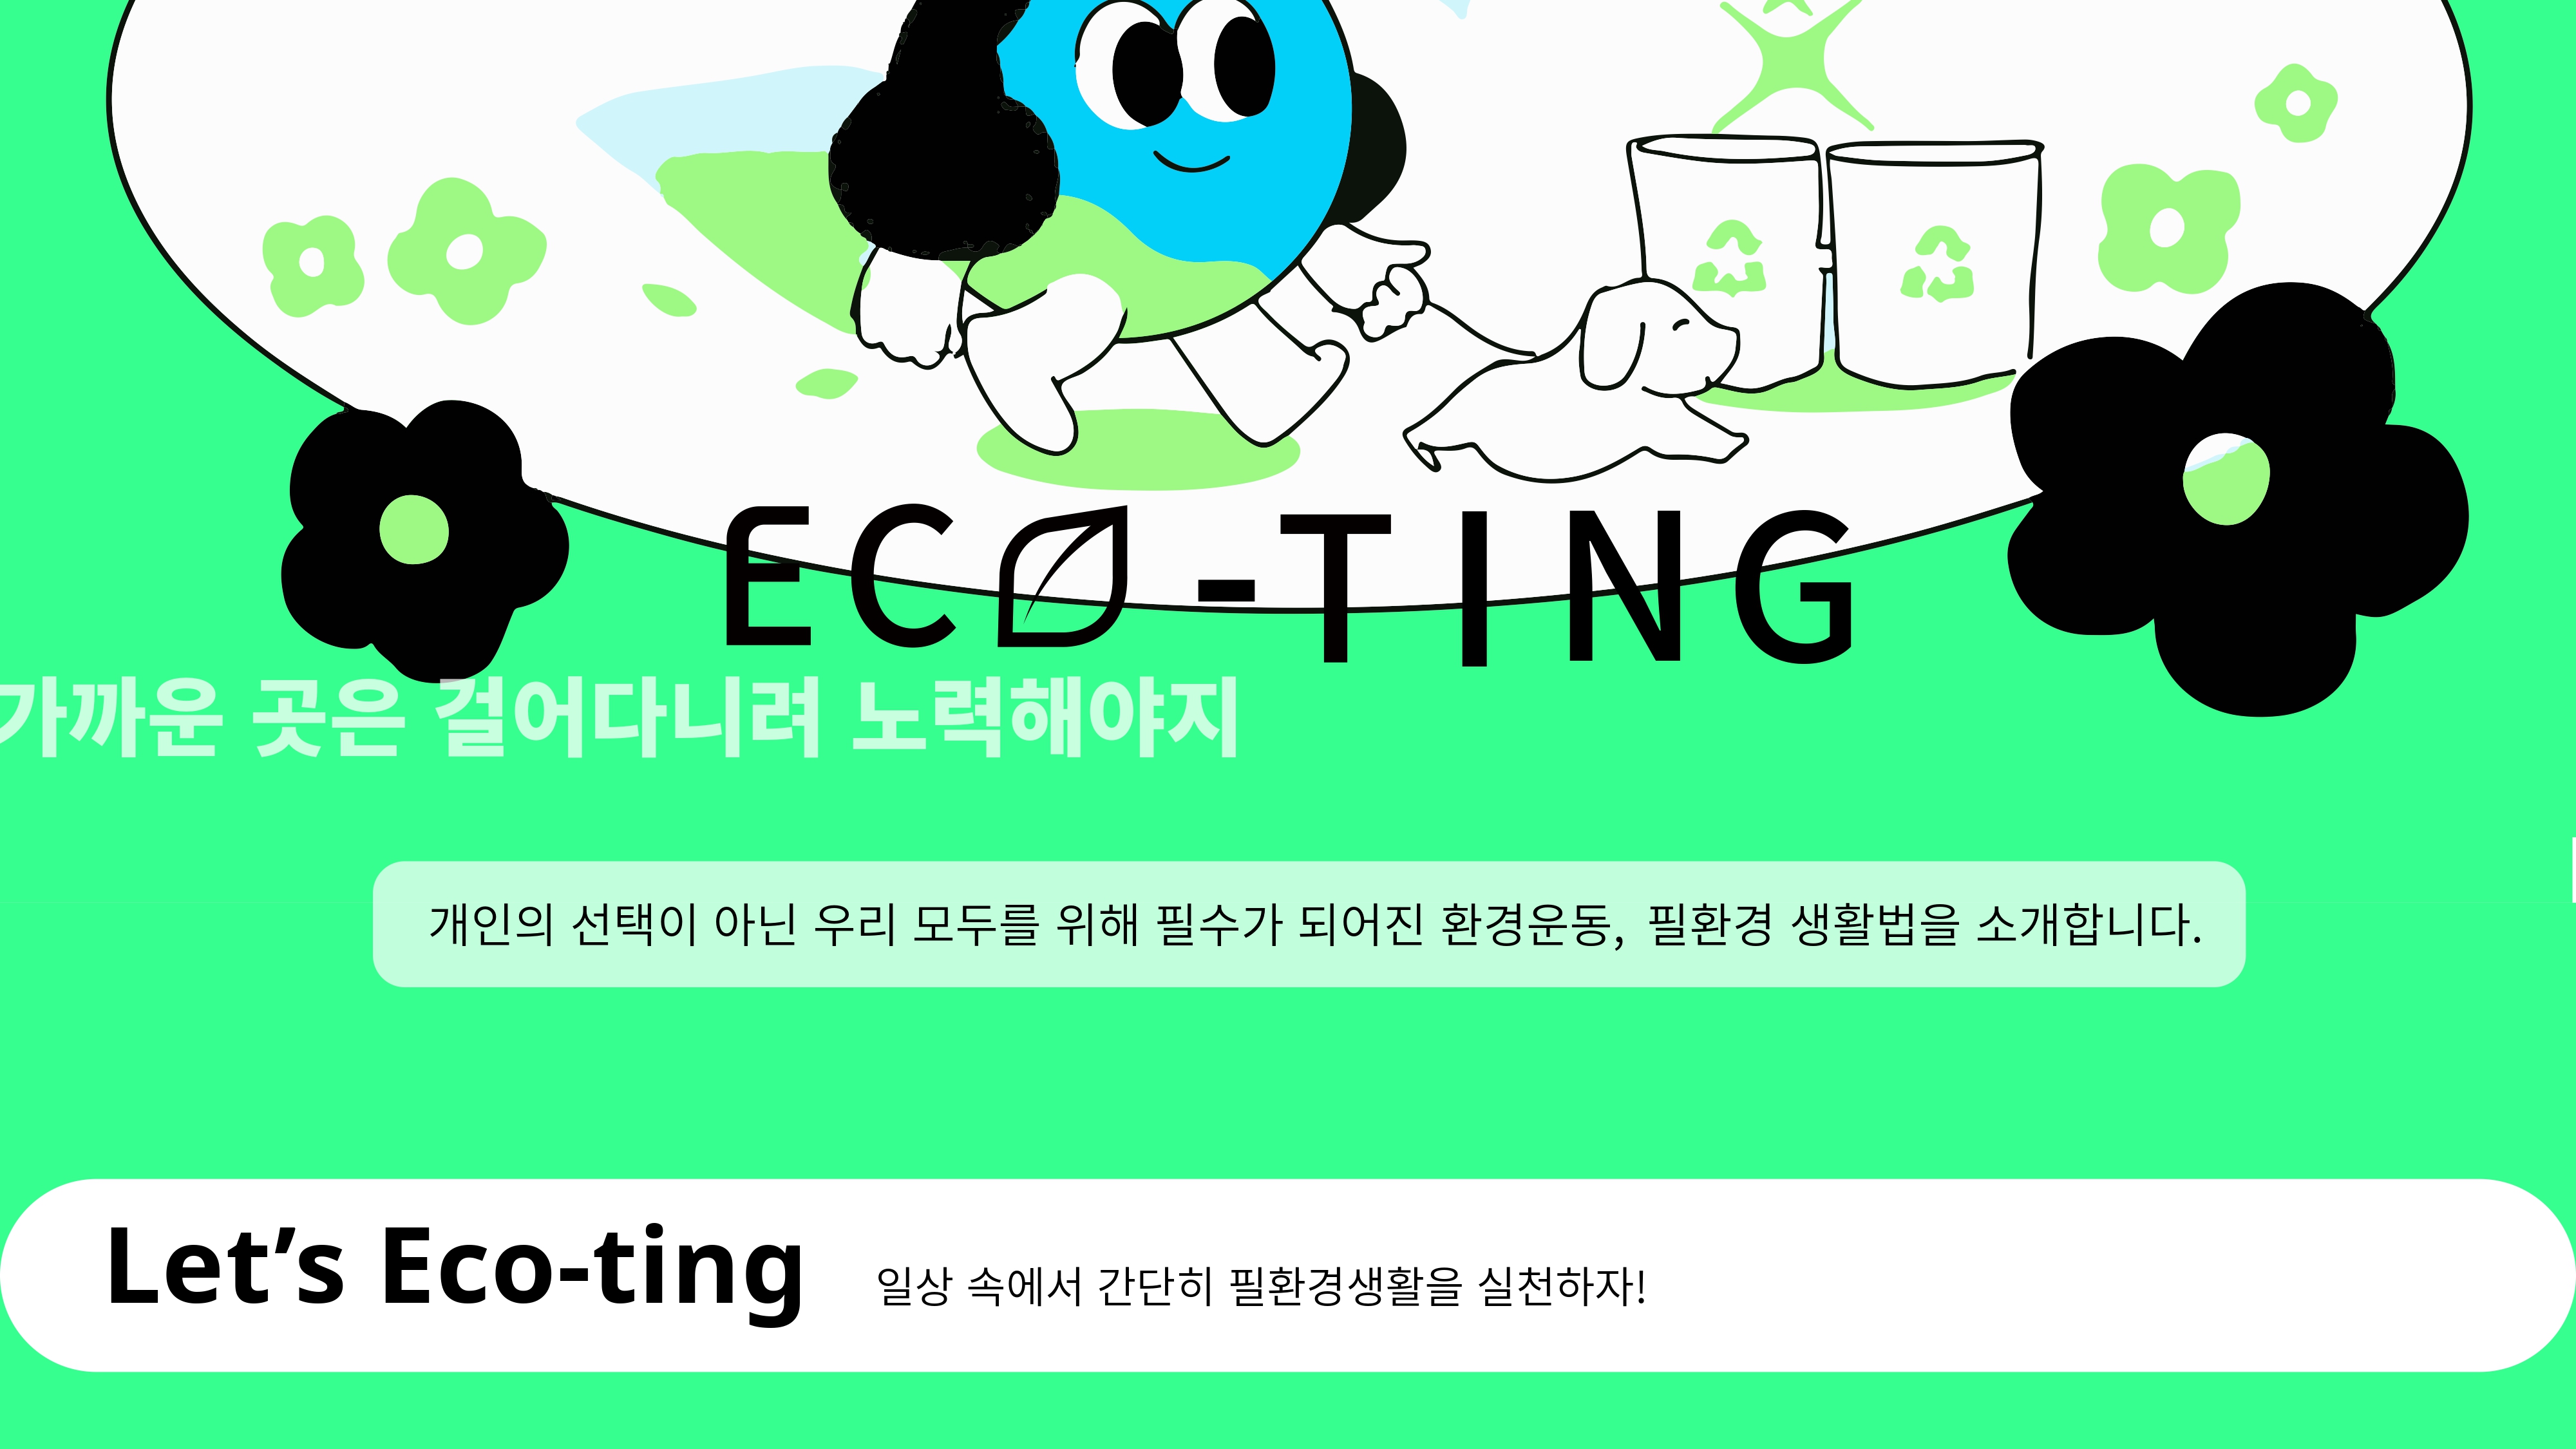 ECO-TING
가까운 곳은 걸어다니려 노력해야지
개인의 선택이 아닌 우리 모두를 위해 필수가 되어진 환경운동, 필환경 생활법을 소개합니다.
Let’s Eco-ting
일상 속에서 간단히 필환경생활을 실천하자!